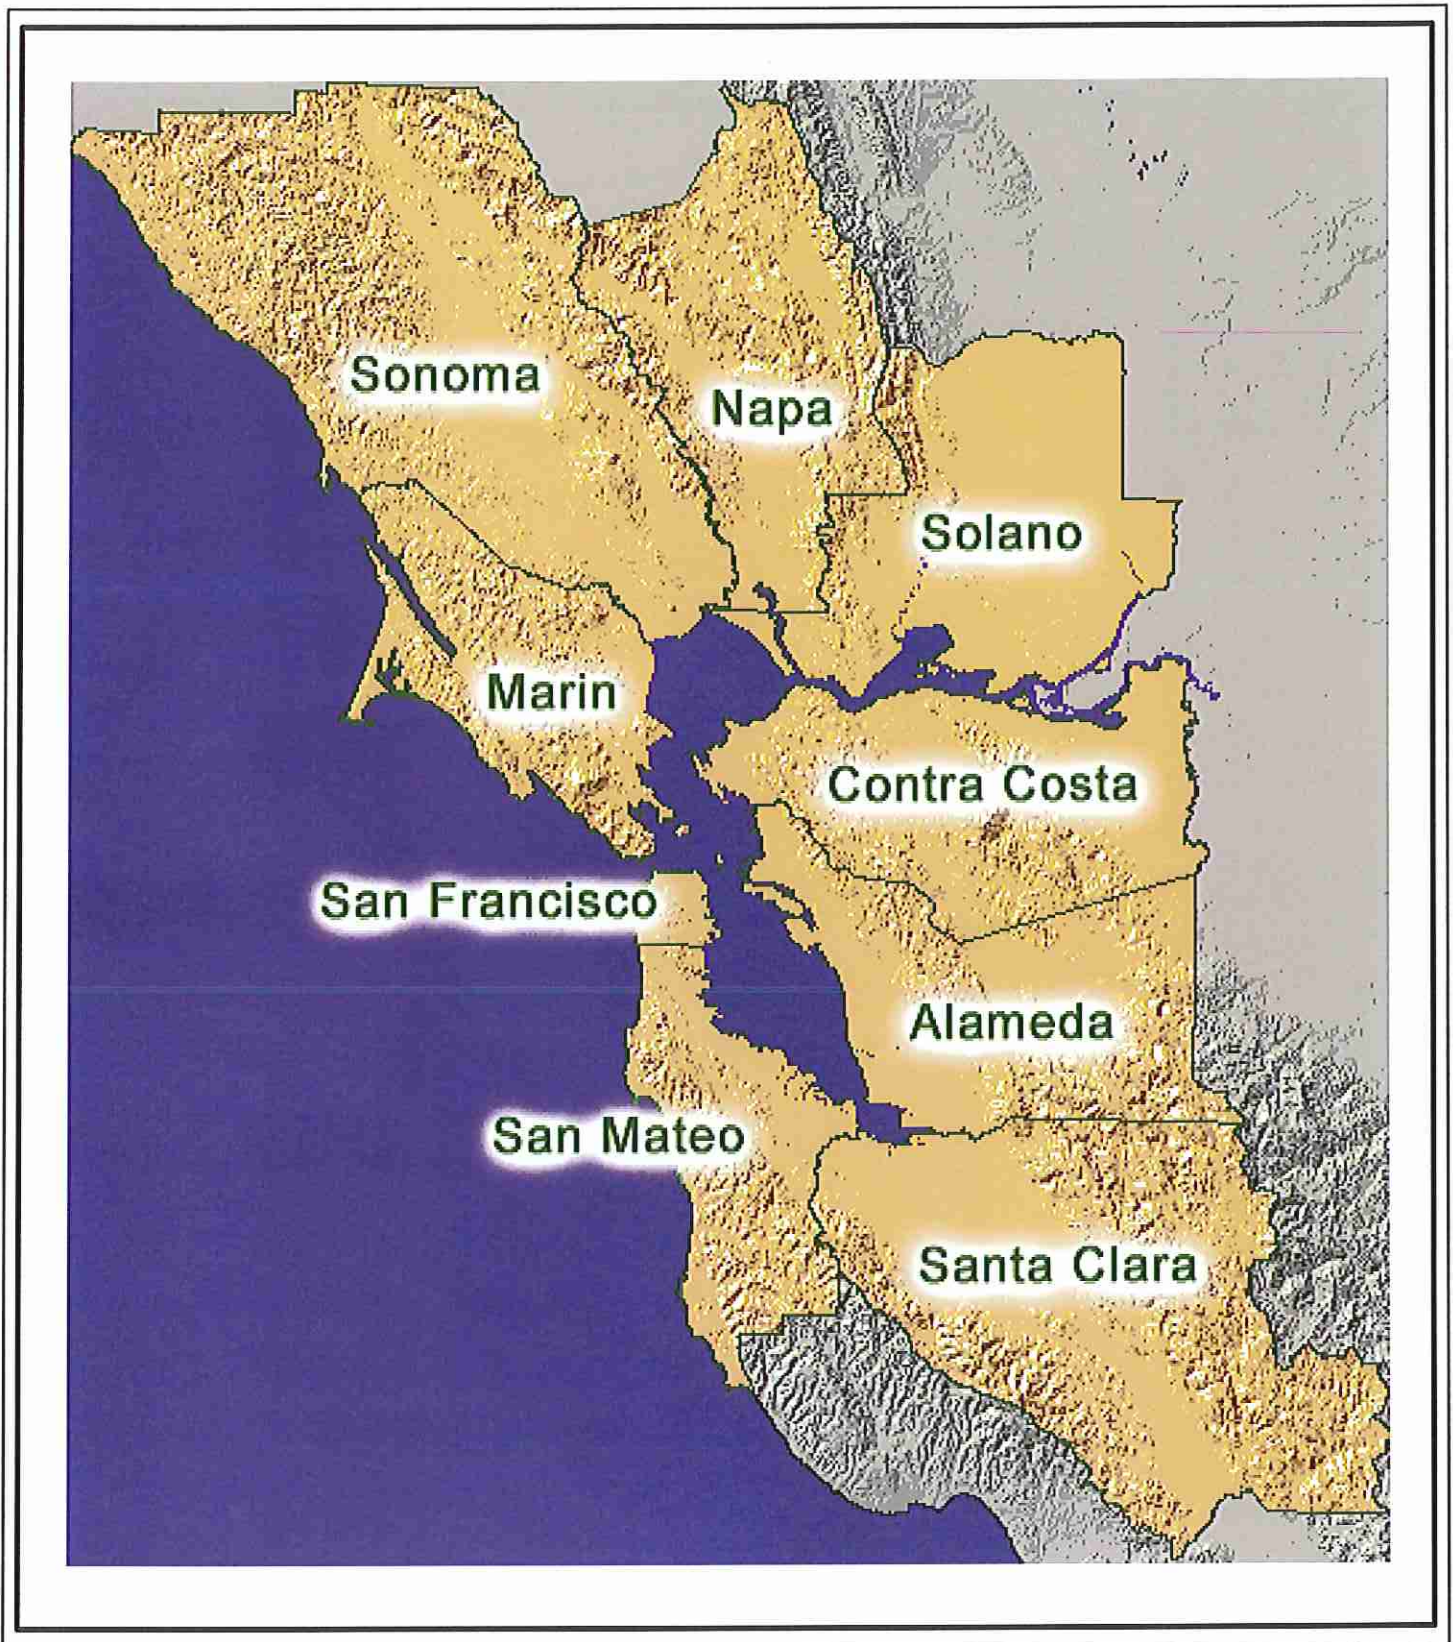 Sonoma
Napa
Solano
Marin
Contra Costa
San Francisco
Alameda
San Mateo
Santa Clara